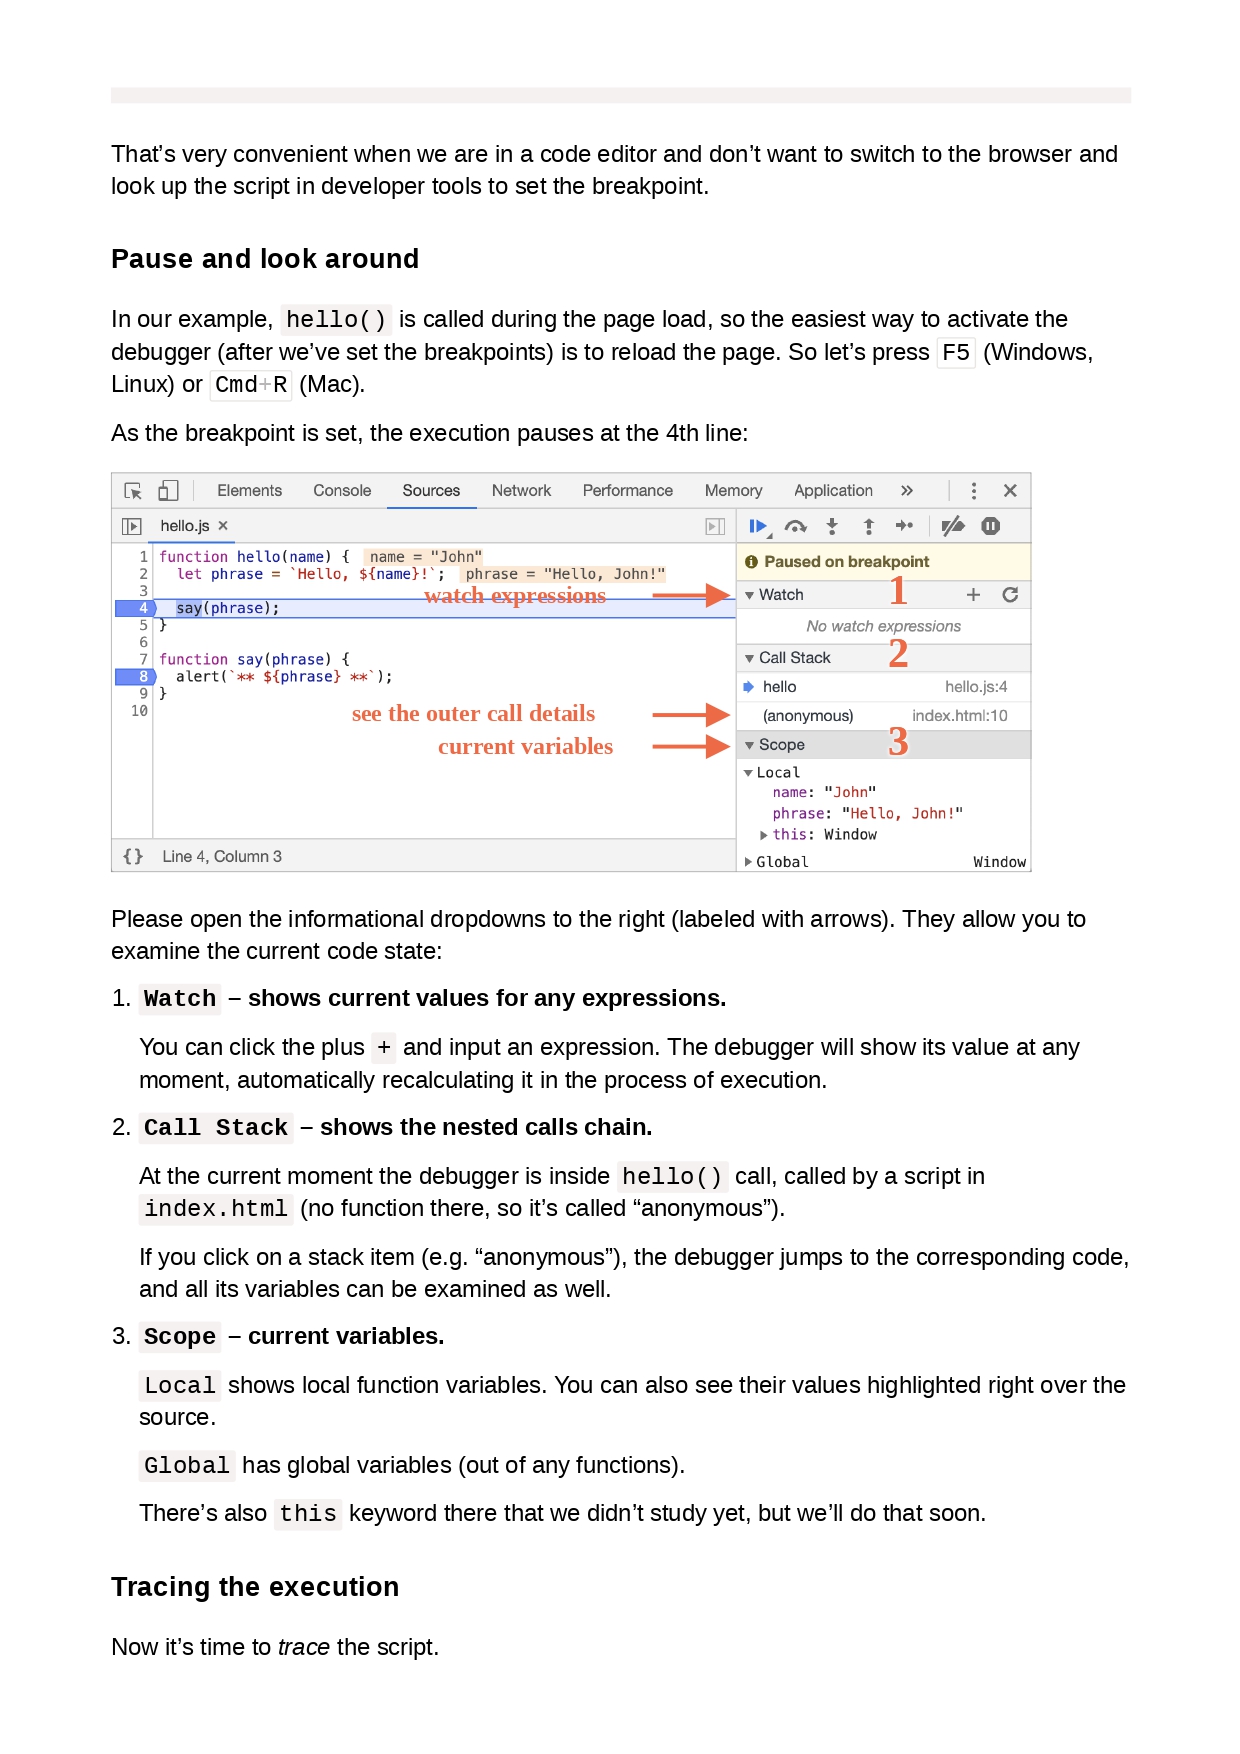 That’s very convenient when we are in a code editor and don’t want to switch to the browser and
look up the script in developer tools to set the breakpoint.
Pause and look around
In our example, hello() is called during the page load, so the easiest way to activate the
debugger (after we’ve set the breakpoints) is to reload the page. So let’s press F5 (Windows,
Linux) or Cmd+R (Mac).
As the breakpoint is set, the execution pauses at the 4th line:
Elements Console Sources Network Performance Memory Application »
hello.js ×
1 function hello(name) { name = "John"
2 let phrase = `Hello, ${name}!`; phrase = "Hello, John!"
3
watch expressions
4 say(phrase);
5 }
6
7 function say(phrase) {
8 alert(`** ${phrase} **`);
9 }
10
see the outer call details
current variables
{} Line 4, Column 3
Paused on breakpoint
Watch 1 +
No watch expressions
2
Call Stack
hello hello.js:4
(anonymous) index.html:10
Scope 3
Local
name: "John"
phrase: "Hello, John!"
this: Window
Global Window
Please open the informational dropdowns to the right (labeled with arrows). They allow you to
examine the current code state:
1. Watch – shows current values for any expressions.
You can click the plus + and input an expression. The debugger will show its value at any
moment, automatically recalculating it in the process of execution.
2. Call Stack – shows the nested calls chain.
At the current moment the debugger is inside hello() call, called by a script in
index.html (no function there, so it’s called “anonymous”).
If you click on a stack item (e.g. “anonymous”), the debugger jumps to the corresponding code,
and all its variables can be examined as well.
3. Scope – current variables.
Local shows local function variables. You can also see their values highlighted right over the
source.
Global has global variables (out of any functions).
There’s also this keyword there that we didn’t study yet, but we’ll do that soon.
Tracing the execution
Now it’s time to trace the script.